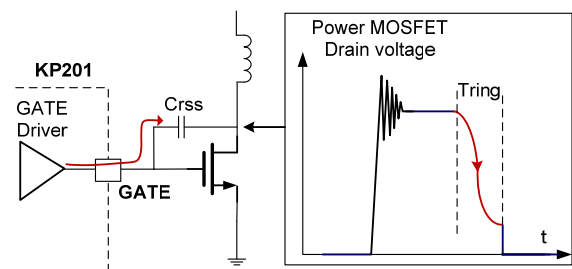 KP201
GATE
Driver
Crss
GATE
Power MOSFET
Drain voltage
Tring
t